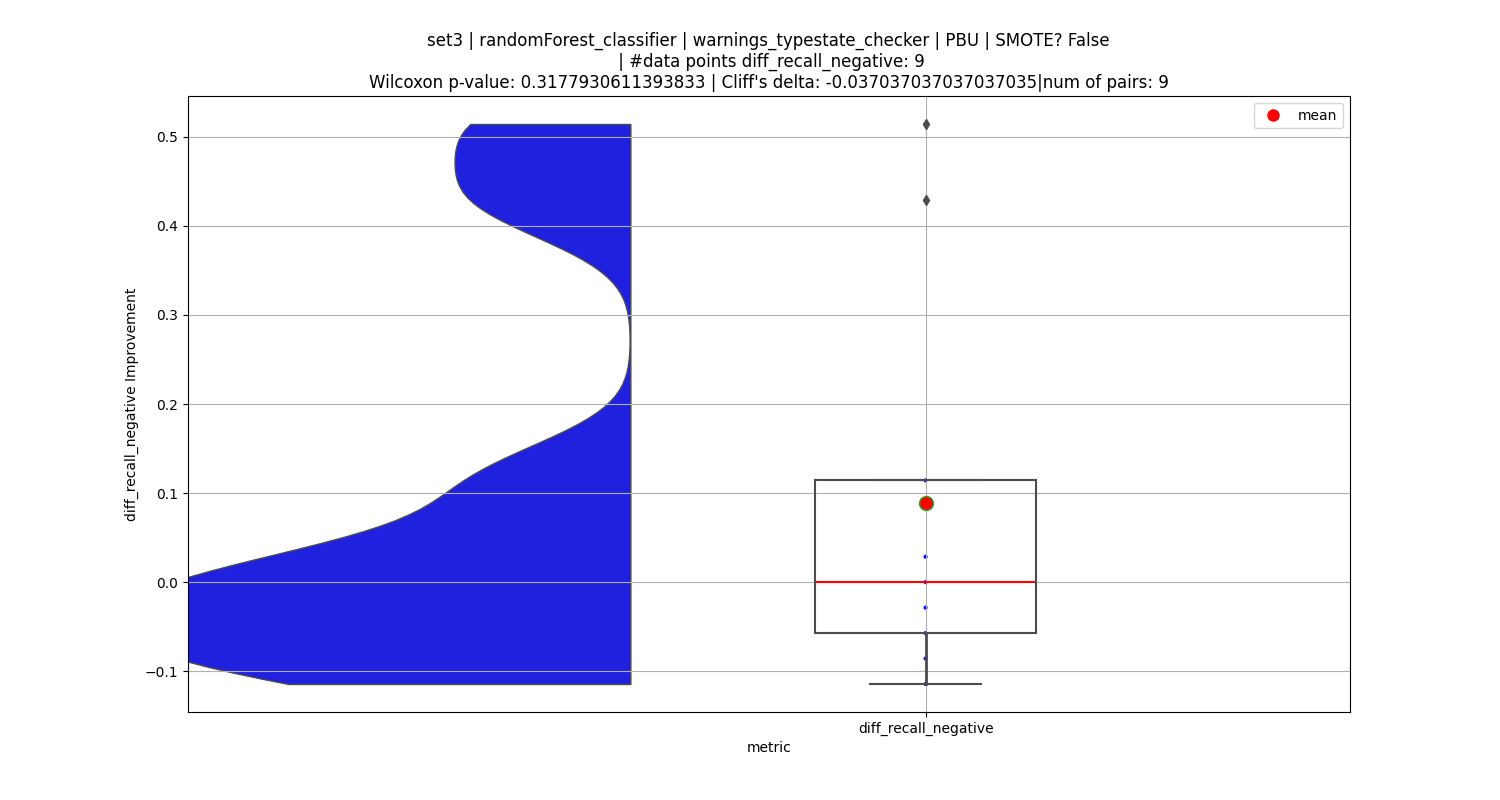 set3 | randomForest_classifier | warnings_typestate_checker | PBU | SMOTE? False
| #data points diff_recall_negative: 9
Wilcoxon p-value: 0.3177930611393833 | Cliff's delta: -0.037037037037037035|num of pairs: 9
mean
0.5
0.4
0.3
0.2
0.1
0.0
−0.1
diff_recall_negative Improvement
diff_recall_negative
metric